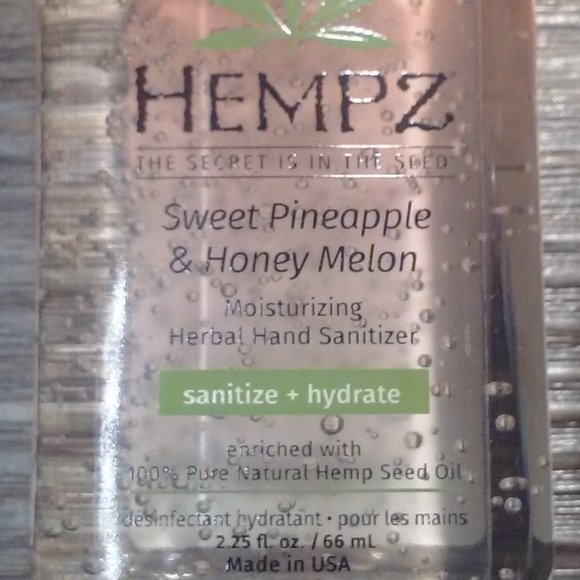 HEMPZ
THE SECRET IS IN THE SEED
Sweet Pineapple
& Honey Melon
Moisturizing
Herbal Hand Sanitizer
sanitize + hydrate
enriched with
100% Pure Natural Hemp Seed Oil
désinfectant hydratant • pour les mains
2.25 fl. oz. / 66 mL
Made in USA